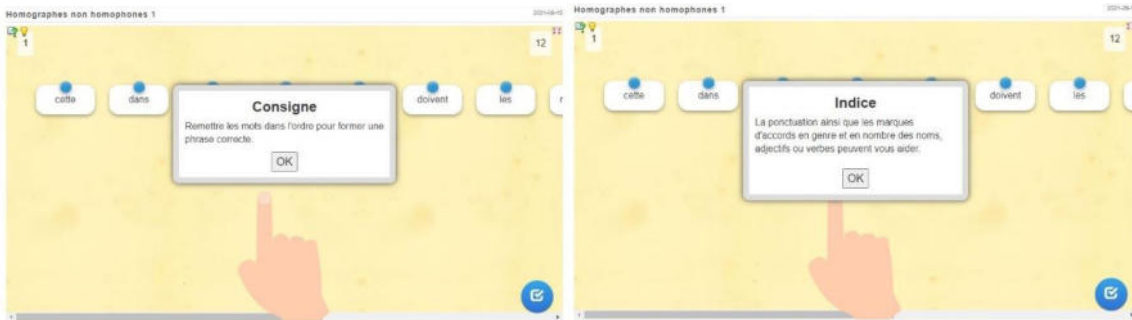 Homographes non homophones 1
1
12
cette
dans
doivent
les
Consigne
Remettre les mots dans l'ordre pour former une
phrase correcte.
OK
Homographes non homophones 1
1
12
cette
dans
doivent
les
Indice
La ponctuation ainsi que les marques
d'accords en genre et en nombre des noms,
adjectifs ou verbes peuvent vous aider.
OK